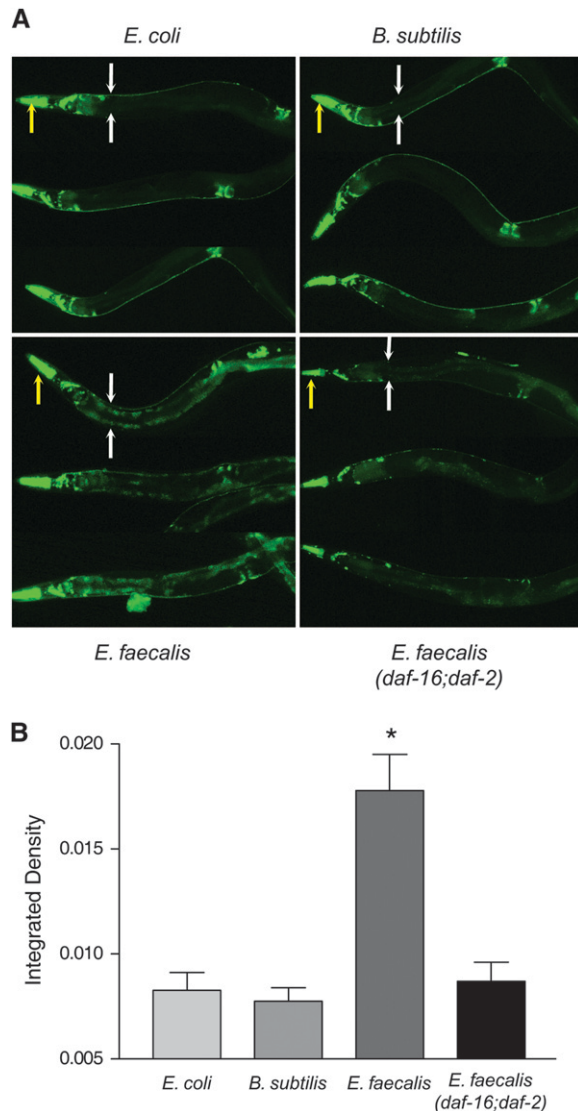 A
E. coli
B. subtilis
E. faecalis
E. faecalis
(daf-16;daf-2)
B
0.020
0.015
0.010
0.005
Integrated Density
*
E. coli
B. subtilis
E. faecalis
E. faecalis
(daf-16;daf-2)